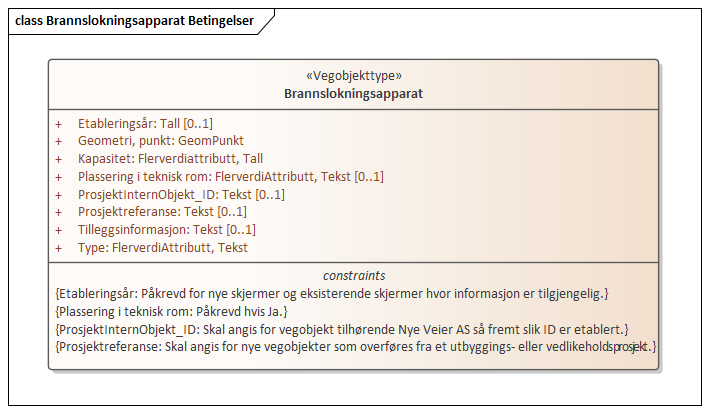 class Brannslokningsapparat Betingelser
«Vegobjekttype»
Brannslokningsapparat
+ Etableringsår: Tall [0..1]
+ Geometri, punkt: GeomPunkt
+ Kapasitet: Flerverdiattributt, Tall
+ Plassering i teknisk rom: FlerverdiAttributt, Tekst [0..1]
+ ProsjektInternObjekt_ID: Tekst [0..1]
+ Prosjektreferanse: Tekst [0..1]
+ Tilleggsinformasjon: Tekst [0..1]
+ Type: FlerverdiAttributt, Tekst
constraints
{Etableringsår: Påkrevd for nye skjermer og eksisterende skjermer hvor informasjon er tilgjengelig.}
{Plassering i teknisk rom: Påkrevd hvis Ja.}
{ProsjektInternObjekt_ID: Skal angis for vegobjekt tilhørende Nye Veier AS så fremt slik ID er etablert.}
{Prosjektreferanse: Skal angis for nye vegobjekter som overføres fra et utbyggings- eller vedlikeholdsprosjekt.}